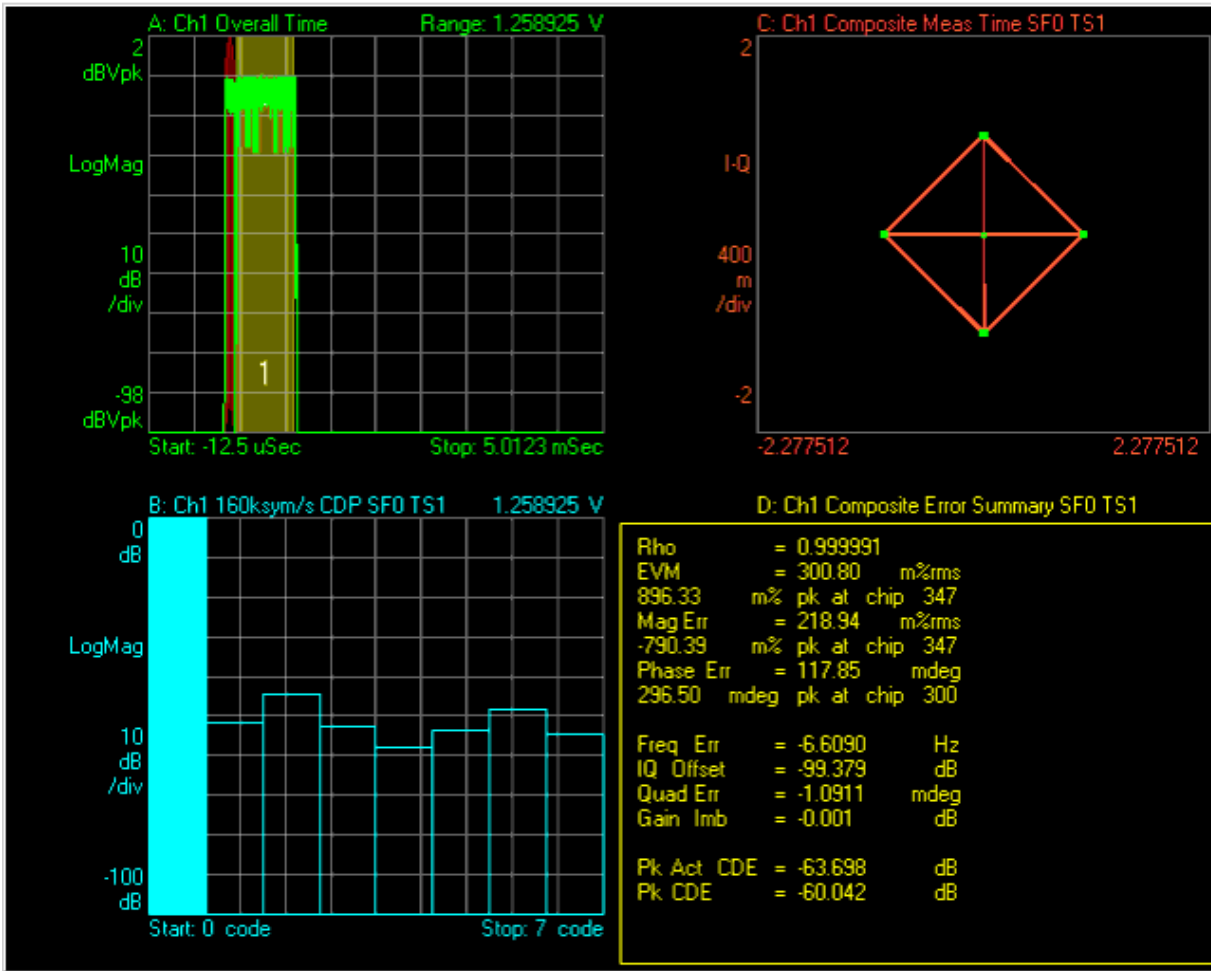 A: Ch1 Overall Time Range: 1.258925 V
2
dBVpk
LogMag
10
dB
/div
-98
dBVpk
1
Start: -12.5 uSec Stop: 5.0123 mSec
C: Ch1 Composite Meas Time SF0 TS1
2
I-Q
400
m
/div
-2
-2.277512 2.277512
B: Ch1 160ksym/s CDP SF0 TS1 1.258925 V
0
dB
LogMag
10
dB
/div
-100
dB
Start: 0 code Stop: 7 code
D: Ch1 Composite Error Summary SF0 TS1
Rho = 0.999991
EVM = 300.80 m%rms
896.33 m% pk at chip 347
Mag Err = 218.94 m%rms
-790.39 m% pk at chip 347
Phase Err = 117.85 mdeg
296.50 mdeg pk at chip 300
Freq Err = -6.6090 Hz
IQ Offset = -99.379 dB
Quad Err = -1.0911 mdeg
Gain Imb = -0.001 dB
Pk Act CDE = -63.698 dB
Pk CDE = -60.042 dB